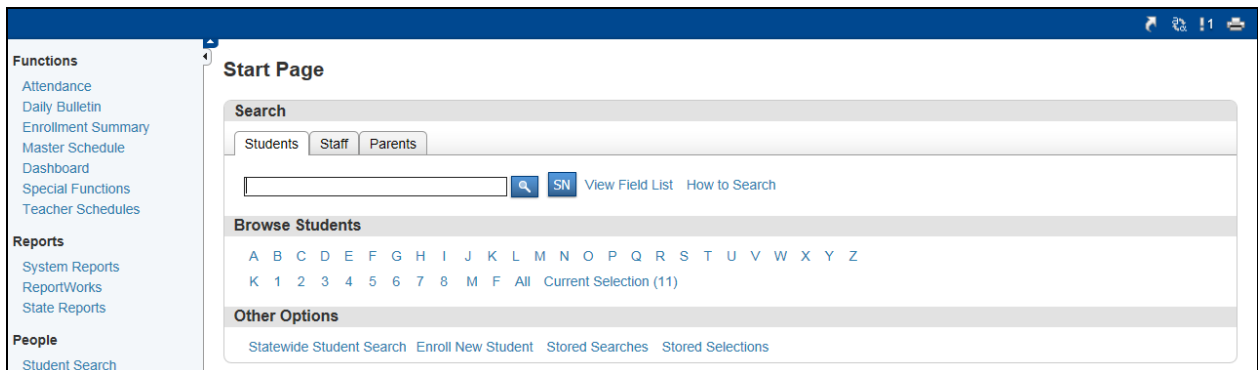 !1
Functions
Attendance
Daily Bulletin
Enrollment Summary
Master Schedule
Dashboard
Special Functions
Teacher Schedules
Reports
System Reports
ReportWorks
State Reports
People
Student Search
Start Page
Search
Students Staff Parents
SN View Field List How to Search
Browse Students
A B C D E F G H I J K L M N O P Q R S T U V W X Y Z
K 1 2 3 4 5 6 7 8 M F All Current Selection (11)
Other Options
Statewide Student Search Enroll New Student Stored Searches Stored Selections